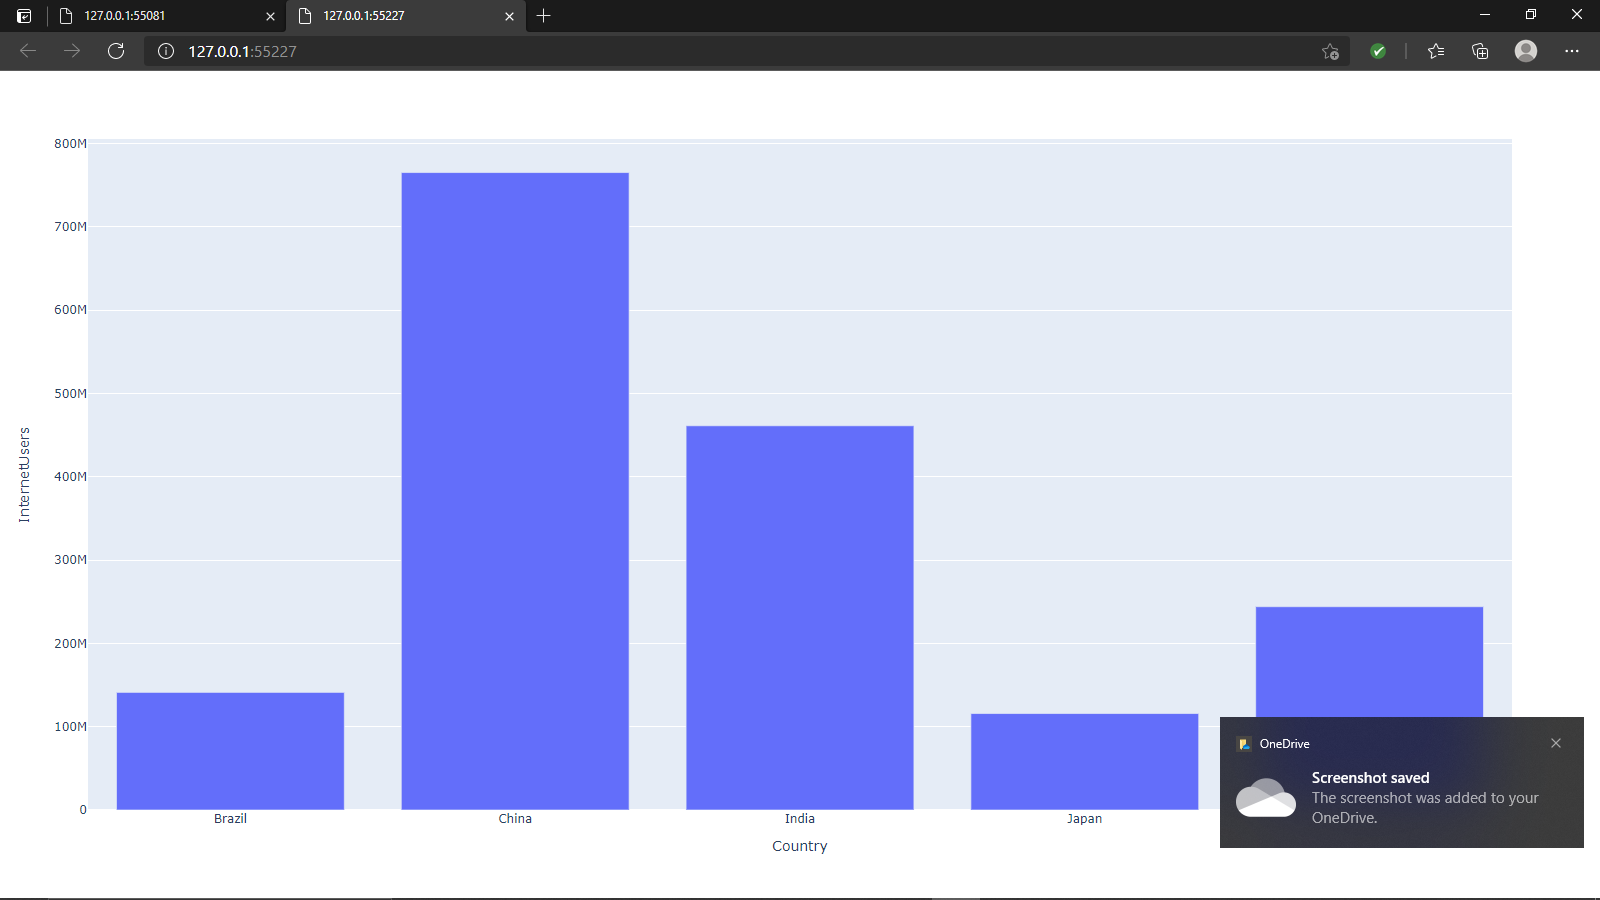 127.0.0.1:55081
127.0.0.1:55227
127.0.0.1:55227
800M
700M
600M
500M
400M
300M
200M
100M
0
InternetUsers
Brazil
China
India
Japan
Country
OneDrive
Screenshot saved
The screenshot was added to your
OneDrive.